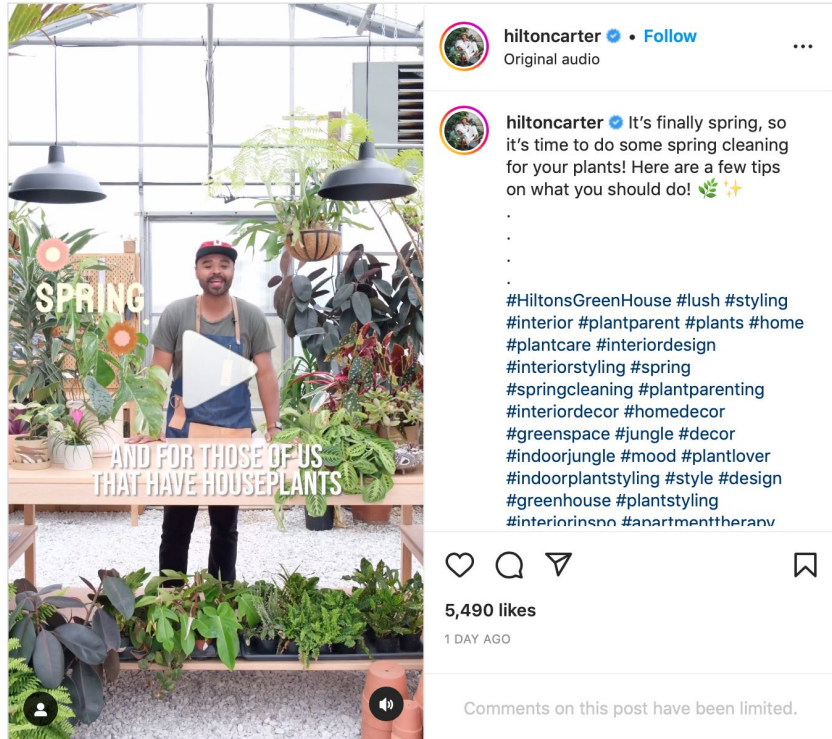 SPRING
AND FOR THOSE OF US
THAT HAVE HOUSEPLANTS
hiltoncarter • Follow
Original audio
hiltoncarter It’s finally spring, so
it’s time to do some spring cleaning
for your plants! Here are a few tips
on what you should do! 🌿✨
.
.
.
.
#HiltonsGreenHouse #lush #styling
#interior #plantparent #plants #home
#plantcare #interiordesign
#interiorstyling #spring
#springcleaning #plantparenting
#interiordecor #homedecor
#greenspace #jungle #decor
#indoorjungle #mood #plantlover
#indoorplantstyling #style #design
#greenhouse #plantstyling
#interiorinspo #apartmenttherapy
5,490 likes
1 DAY AGO
Comments on this post have been limited.